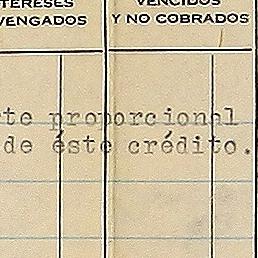 TERESES
VENGADOS
VENCIDOS
Y NO COBRADOS
te proporcional
de éste crédito.